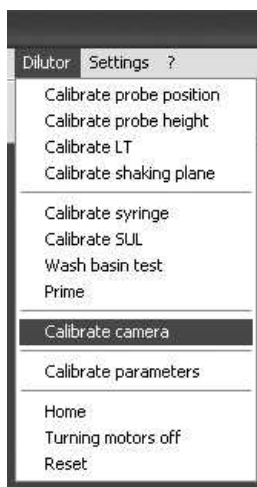 Dilutor Settings ?
Calibrate probe position
Calibrate probe height
Calibrate LT
Calibrate shaking plane
Calibrate syringe
Calibrate SUL
Wash basin test
Prime
Calibrate camera
Calibrate parameters
Home
Turning motors off
Reset